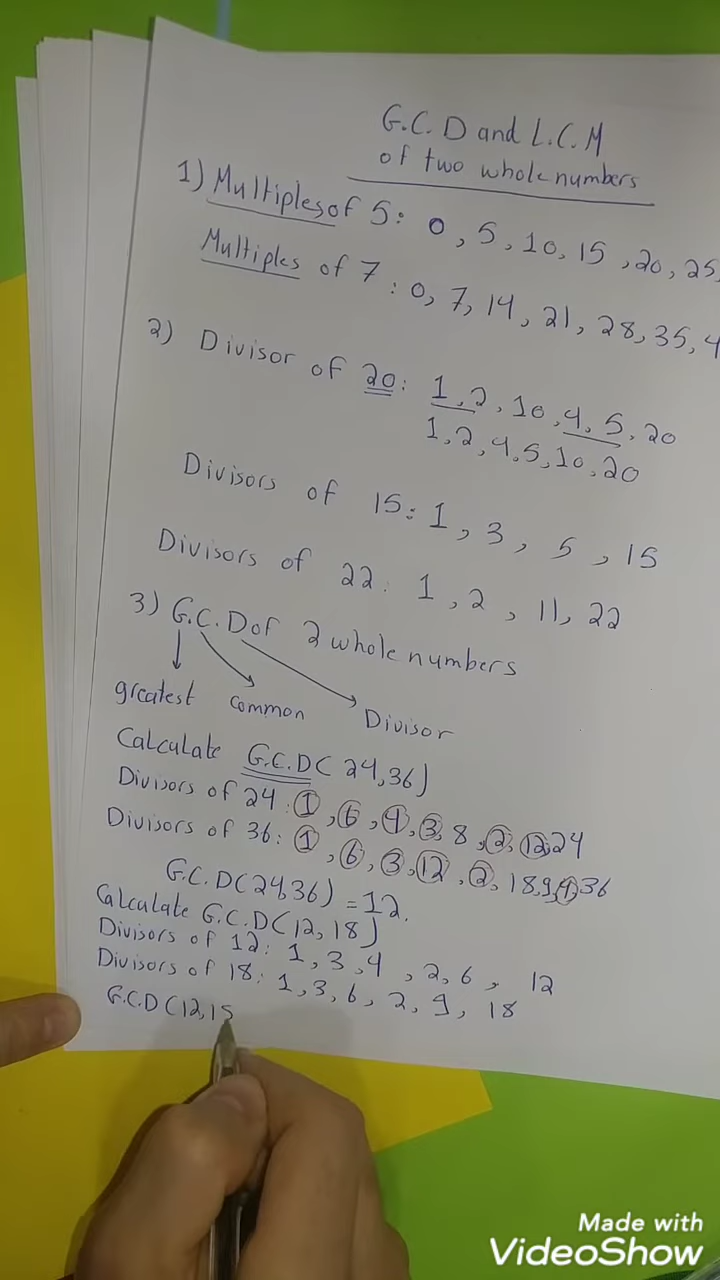 G.C.D and L.C.M
of two whole numbers
1) Multiples of 5: 0, 5, 10, 15, 20, 25,
Multiples of 7: 0, 7, 14, 21, 28, 35, 4
2) Divisor of 20: 1, 2, 10, 4, 5, 20
1, 2, 4, 5, 10, 20
Divisors of 15: 1, 3, 5, 15
Divisors of 22: 1, 2, 11, 22
3) G.C.D of 2 whole numbers
greatest common Divisor
Calculate G.C.D( 24,36)
Divisors of 24: 1, 6, 4, 3, 8, 2, 12, 24
Divisors of 36: 1, 6, 3, 12, 2, 18, 9, 4, 36
G.C.D(24,36) = 12.
Calculate G.C.D(12, 18)
Divisors of 12: 1, 3, 4, 2, 6, 12
Divisors of 18: 1, 3, 6, 2, 9, 18
G.C.D(12,18
Made with
VideoShow